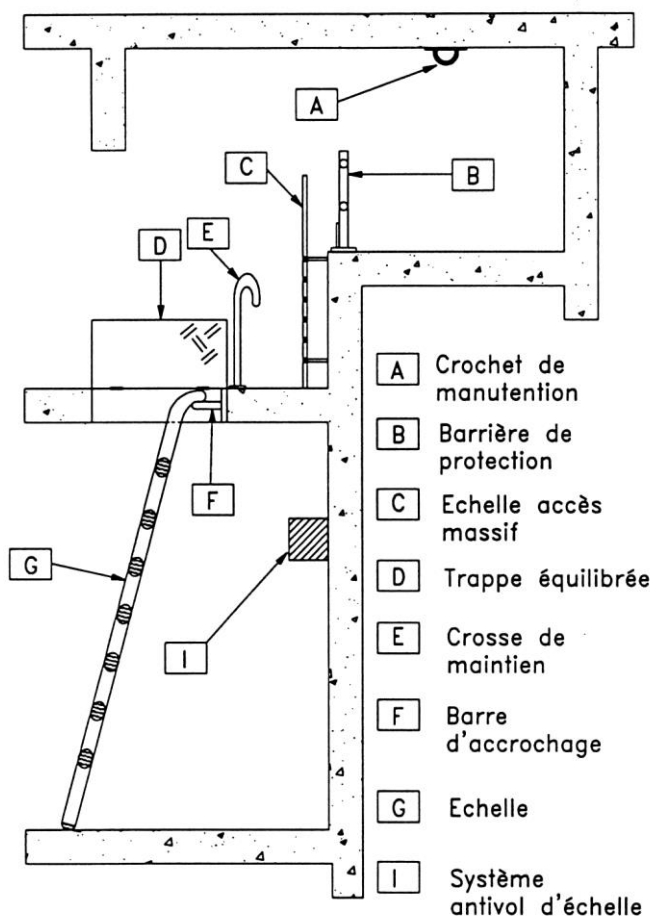 A
C
B
E
D
F
G
I
A Crochet de
manutention
B Barrière de
protection
C Echelle accès
massif
D Trappe équilibrée
E Crosse de
maintien
F Barre
d'accrochage
G Echelle
I Système
antivol d'échelle